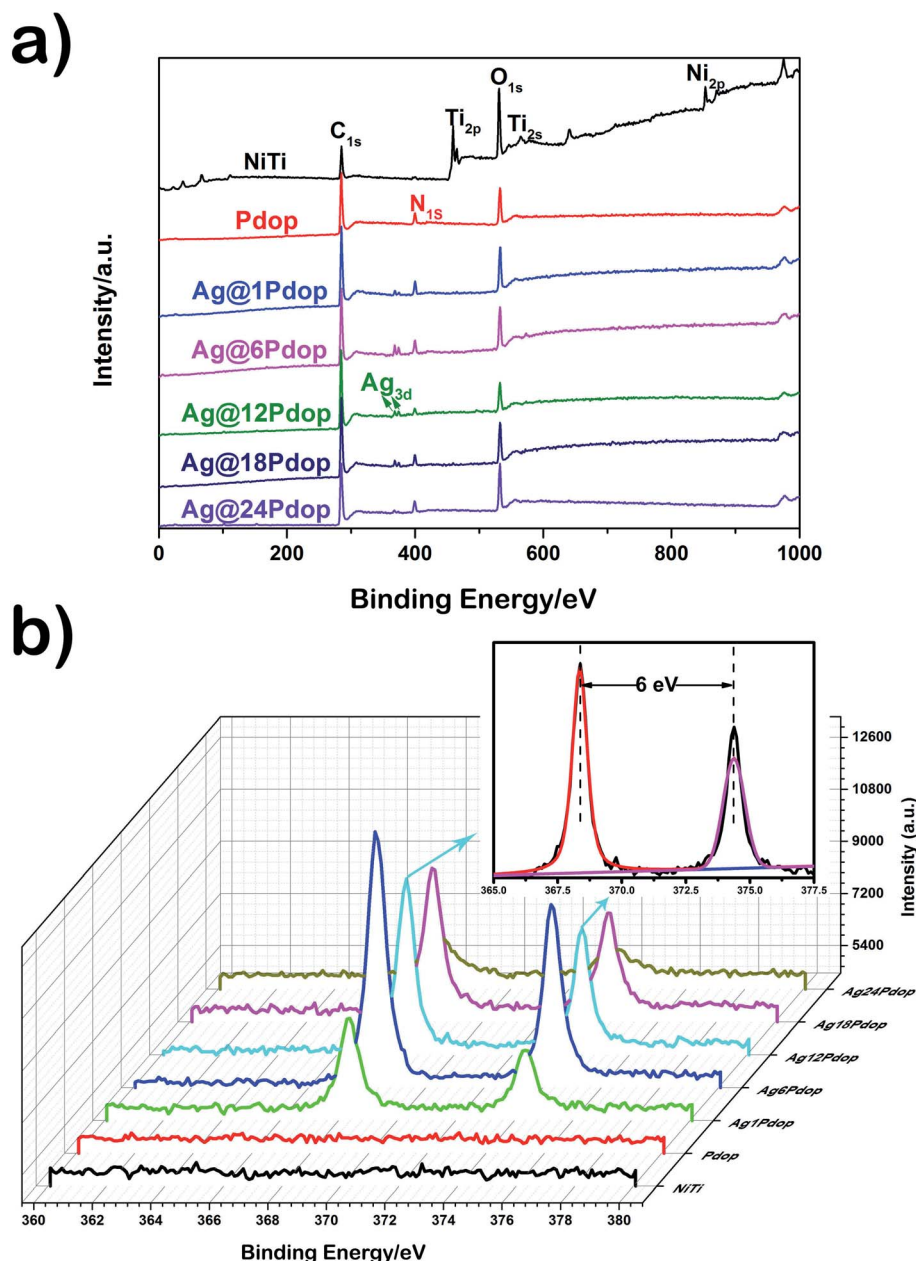 a)
O1s
Ni2p
Ti2p
Ti2s
C1s
NiTi
N1S
Pdop
Ag@1Pdop
Ag@6Pdop
Ag3d
Ag@12Pdop
Ag@18Pdop
Ag@24Pdop
Intensity/a.u.
0 200 400 600 800 1000
Binding Energy/eV
b)
6 eV
365.0 367.5 370.0 372.5 375.0 377.5
12600
10800
9000
7200
5400
Intensity (a.u.)
Ag24Pdop
Ag18Pdop
Ag12Pdop
Ag6Pdop
Ag1Pdop
Pdop
NiTi
360 362 364 366 368 370 372 374 376 378 380
Binding Energy/eV